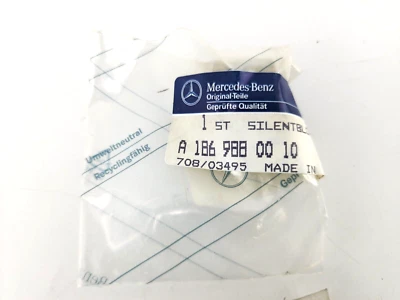 Mercedes-Benz
Original-Teile
Geprüfte Qualität
1 ST SILENTBL
A 186 988 00 10
708/03495 MADE IN
Umweltneutral
Recyclingfähig